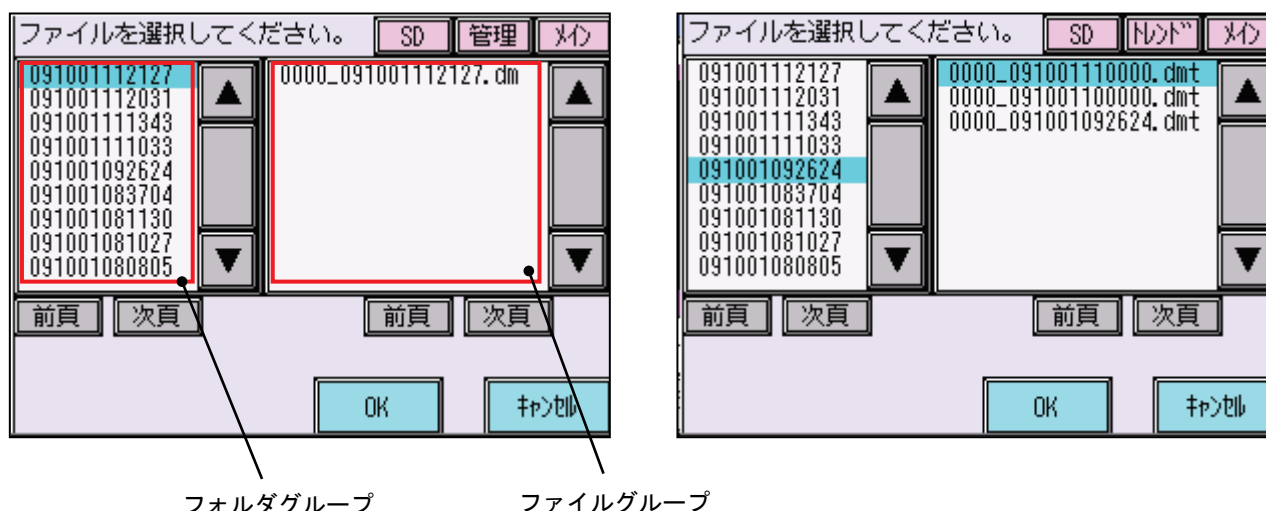 ファイルを選択してください。 SD 管理 ﾒｲﾝ
091001112127
091001112031
091001111343
091001111033
091001092624
091001083704
091001081130
091001081027
091001080805
0000_091001112127.dm
前頁 次頁 前頁 次頁
OK ｷｬﾝｾﾙ
フォルダグループ
ファイルグループ
ファイルを選択してください。 SD ﾄﾚﾝﾄﾞ ﾒｲﾝ
091001112127
091001112031
091001111343
091001111033
091001092624
091001083704
091001081130
091001081027
091001080805
0000_091001110000.dmt
0000_091001100000.dmt
0000_091001092624.dmt
前頁 次頁 前頁 次頁
OK ｷｬﾝｾﾙ